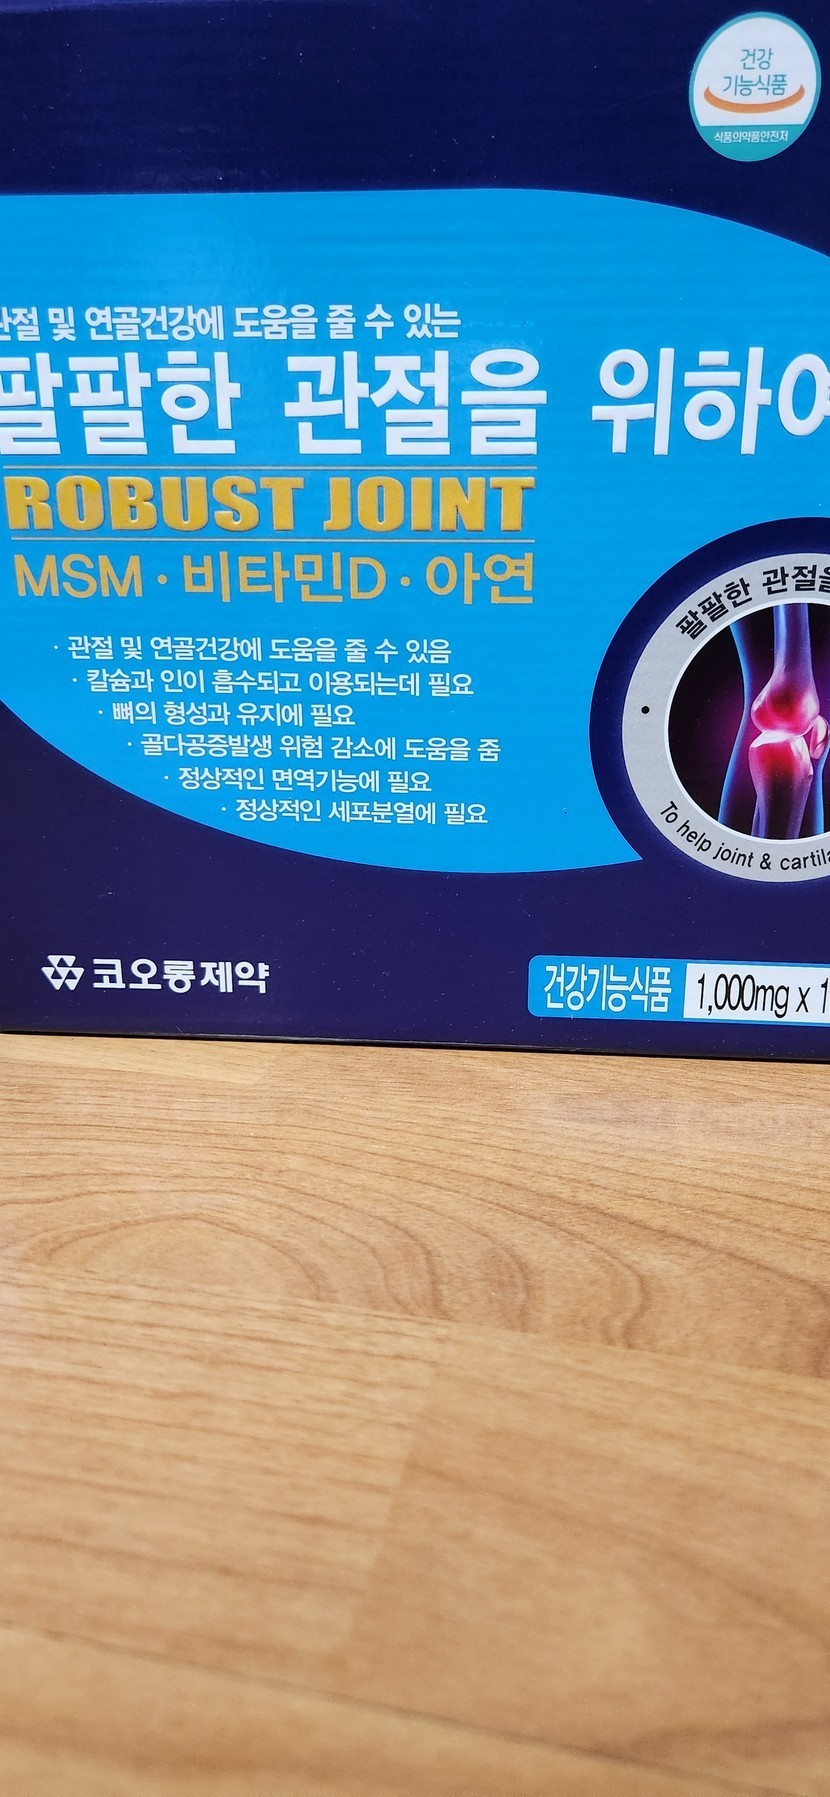 건강
기능식품
식품의약품안전처
관절 및 연골건강에 도움을 줄 수 있는
팔팔한 관절을 위하여
ROBUST JOINT
MSM · 비타민D · 아연
· 관절 및 연골건강에 도움을 줄 수 있음
· 칼슘과 인이 흡수되고 이용되는데 필요
· 뼈의 형성과 유지에 필요
· 골다공증발생 위험 감소에 도움을 줌
· 정상적인 면역기능에 필요
· 정상적인 세포분열에 필요
팔팔한 관절을
To help joint & cartila
코오롱제약
건강기능식품 1,000mg x 1